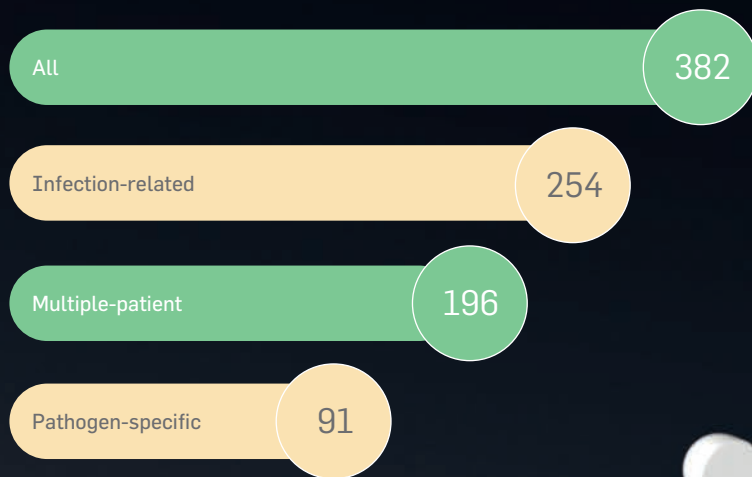 All
382
Infection-related
254
Multiple-patient
196
Pathogen-specific
91